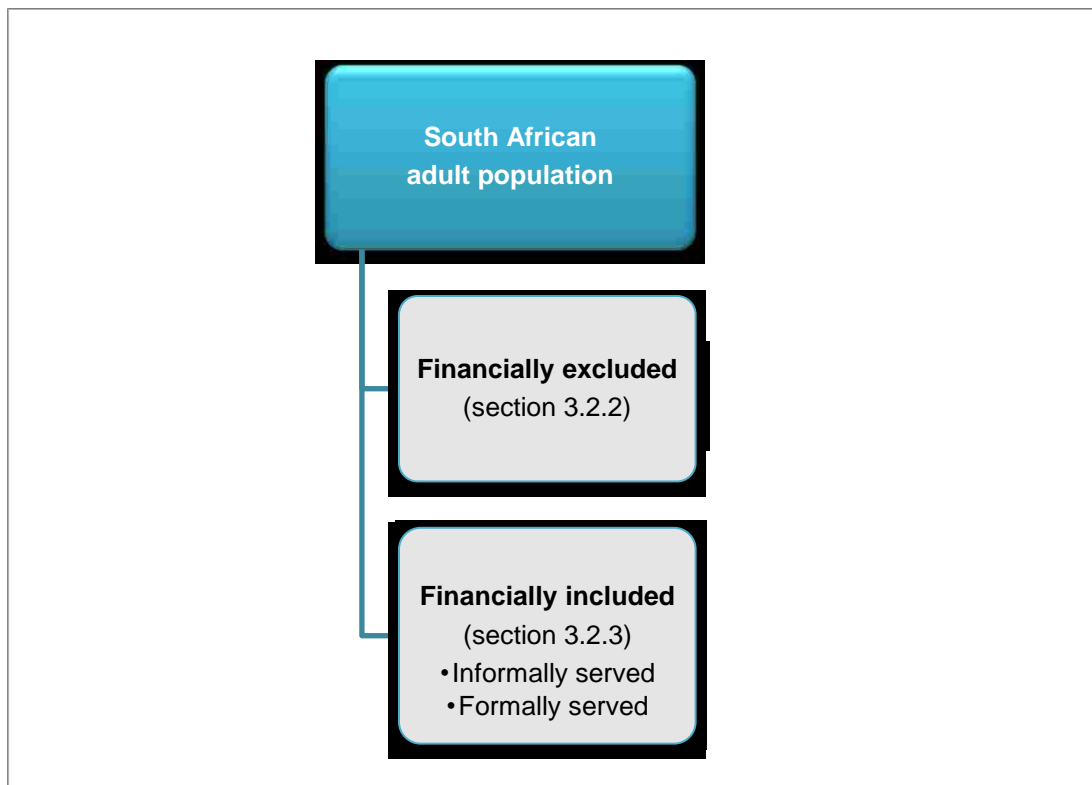 South African
adult population
Financially excluded
(section 3.2.2)
Financially included
(section 3.2.3)
•Informally served
•Formally served